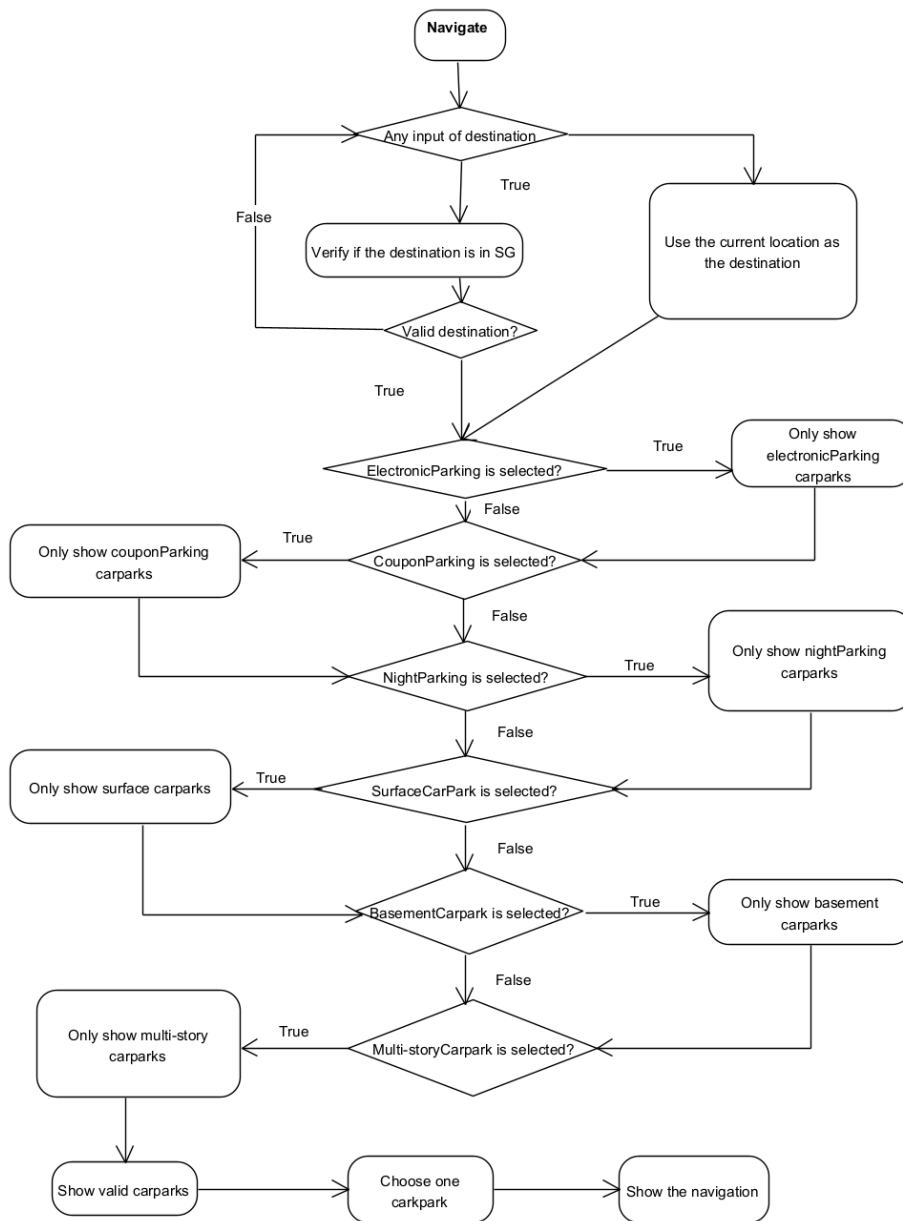 Navigate
Any input of destination
True
False
Verify if the destination is in SG
Use the current location as
the destination
Valid destination?
True
ElectronicParking is selected?
True
Only show
electronicParking
carparks
False
Only show couponParking
carparks
True
CouponParking is selected?
False
NightParking is selected?
True
Only show nightParking
carparks
False
Only show surface carparks
True
SurfaceCarPark is selected?
False
BasementCarpark is selected?
True
Only show basement
carparks
False
Only show multi-story
carparks
True
Multi-storyCarpark is selected?
Show valid carparks
Choose one
carkpark
Show the navigation